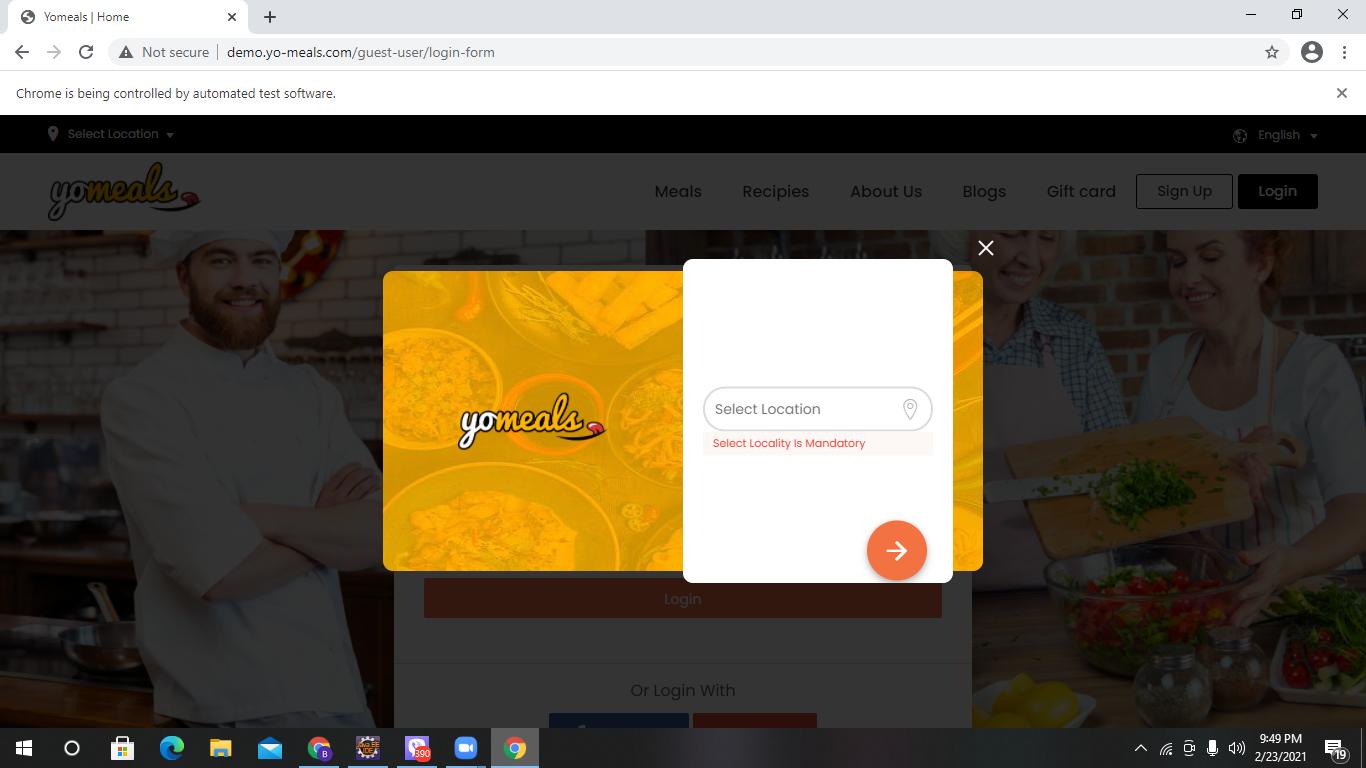 Yomeals | Home
Not secure
demo.yo-meals.com/guest-user/login-form
Chrome is being controlled by automated test software.
Select Location
English
yomeals
Meals
Recipies
About Us
Blogs
Gift card
Sign Up
Login
yomeals
Select Location
Select Locality Is Mandatory
Login
Or Login With
B
390
9:49 PM
2/23/2021
19